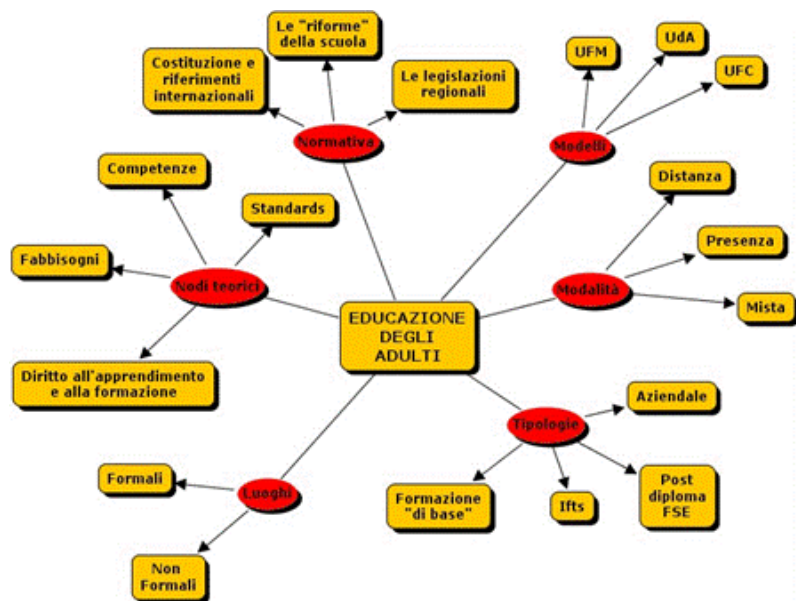 Le "riforme"
della scuola
Costituzione e
riferimenti
internazionali
Le legislazioni
regionali
Normativa
UFM
UdA
UFC
Modelli
Competenze
Standards
Fabbisogni
Nodi teorici
Diritto all'apprendimento
e alla formazione
Distanza
Presenza
Modalità
Mista
EDUCAZIONE
DEGLI
ADULTI
Aziendale
Tipologie
Formazione
"di base"
Ifts
Post
diploma
FSE
Formali
Luoghi
Non
Formali